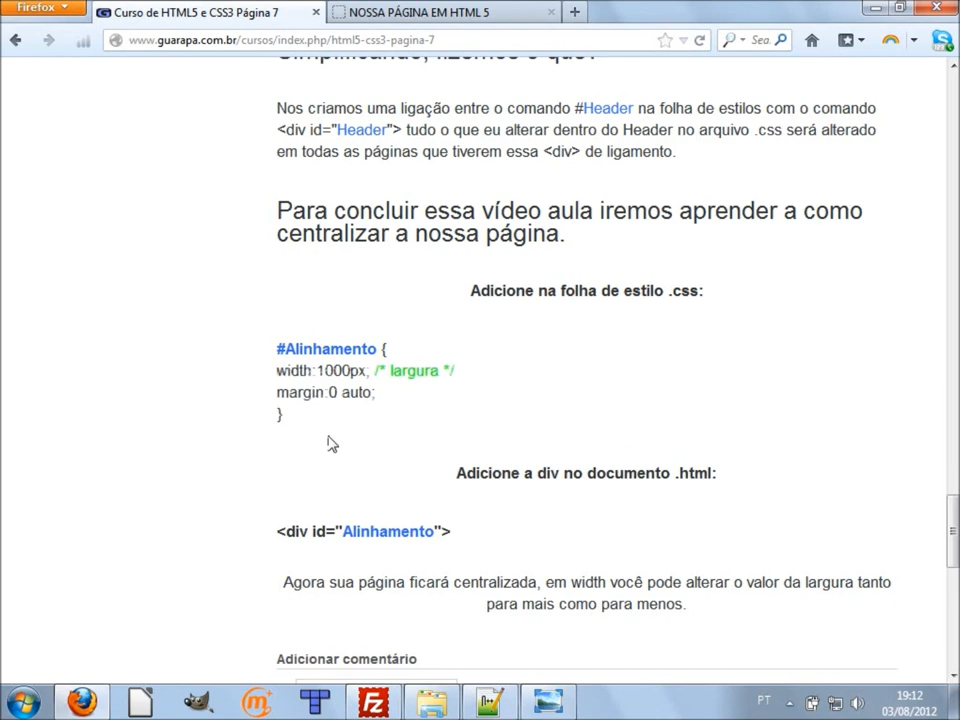 Firefox
Curso de HTML5 e CSS3 Página 7
NOSSA PÁGINA EM HTML 5
www.guarapa.com.br/cursos/index.php/html5-css3-pagina-7
Sea
Nos criamos uma ligação entre o comando #Header na folha de estilos com o comando
<div id="Header"> tudo o que eu alterar dentro do Header no arquivo .css será alterado
em todas as páginas que tiverem essa <div> de ligamento.
Para concluir essa vídeo aula iremos aprender a como
centralizar a nossa página.
Adicione na folha de estilo .css:
#Alinhamento {
width:1000px; /* largura */
margin:0 auto;
}
Adicione a div no documento .html:
<div id="Alinhamento">
Agora sua página ficará centralizada, em width você pode alterar o valor da largura tanto
para mais como para menos.
Adicionar comentário
PT
19:12
03/08/2012